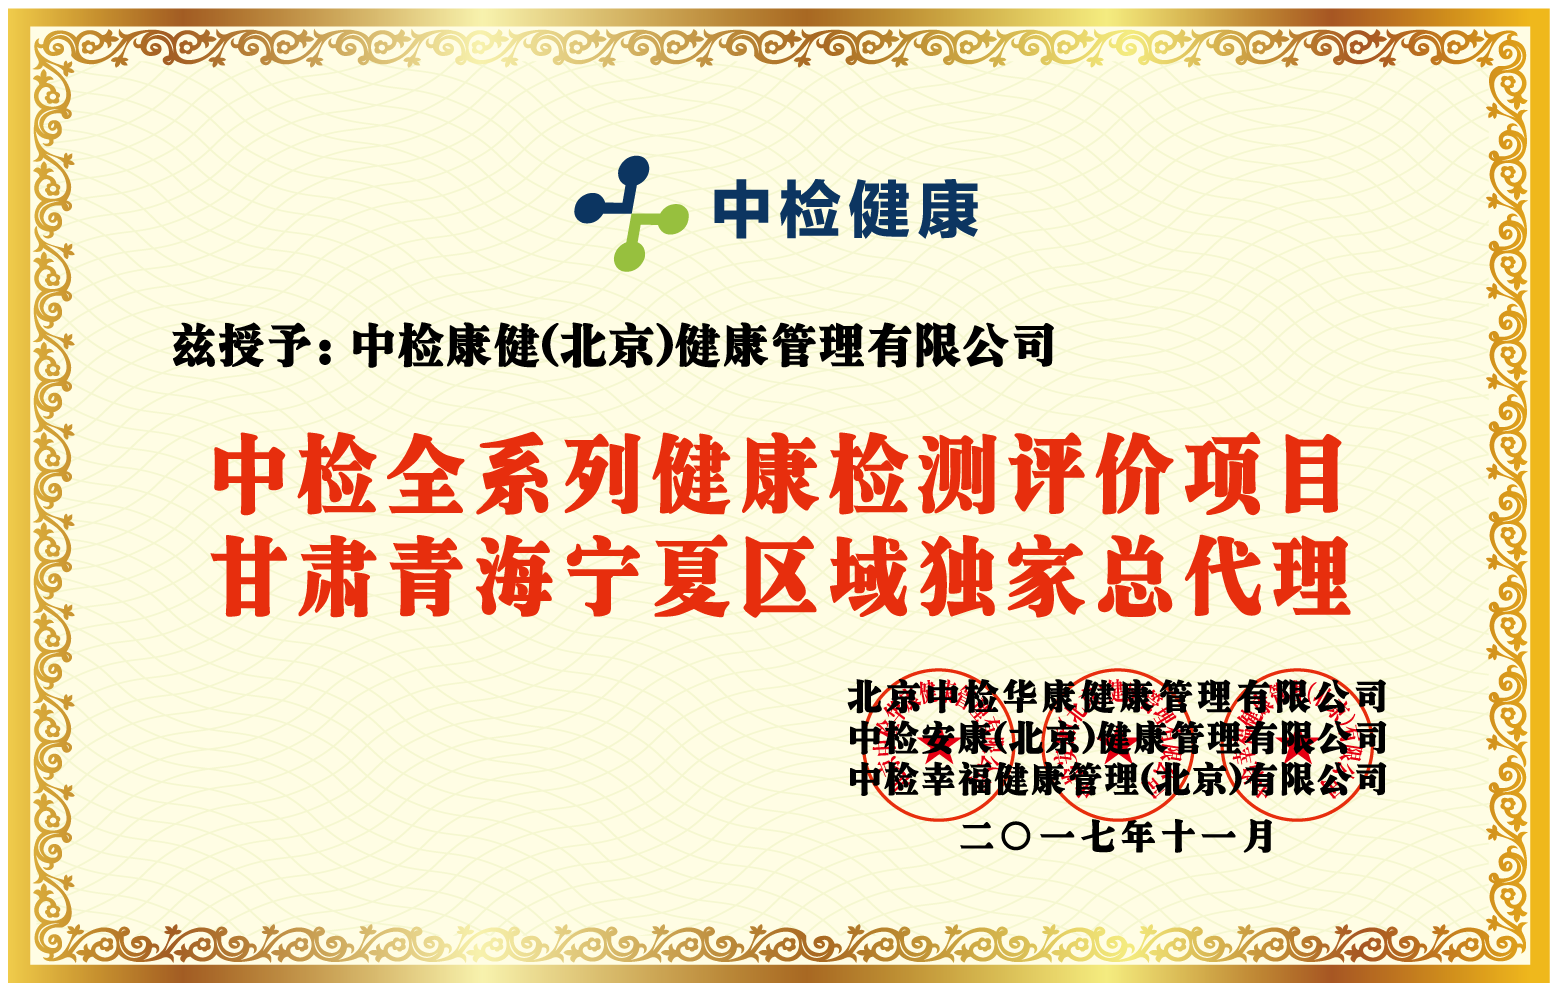 中检健康
兹授予：中检康健(北京)健康管理有限公司
中检全系列健康检测评价项目
甘肃青海宁夏区域独家总代理
北京中检华康健康管理有限公司
中检安康(北京)健康管理有限公司
中检幸福健康管理(北京)有限公司
二〇一七年十一月